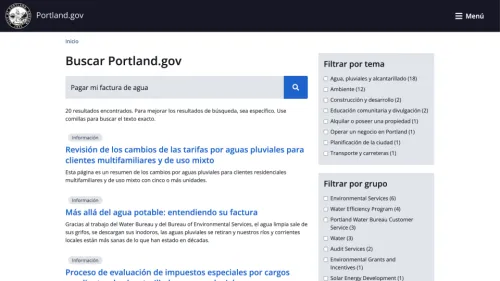 Portland.gov
Menú
Inicio
Buscar Portland.gov
Pagar mi factura de agua
20 resultados encontrados. Para mejorar los resultados de búsqueda, sea específico. Use
comillas para buscar el texto exacto.
Información
Revisión de los cambios de las tarifas por aguas pluviales para
clientes multifamiliares y de uso mixto
Esta página es un resumen de los cambios por aguas pluviales para clientes residenciales
multifamiliares y de uso mixto con cinco o más unidades.
Información
Más allá del agua potable: entendiendo su factura
Gracias al trabajo del Water Bureau y del Bureau of Environmental Services, el agua limpia sale de
sus grifos, se descargan sus inodoros, las aguas pluviales se retiran y nuestros ríos y corrientes
locales están más sanas de lo que han estado en décadas.
Información
Proceso de evaluación de impuestos especiales por cargos
Filtrar por tema
Agua, pluviales y alcantarillado (18)
Ambiente (12)
Construcción y desarrollo (2)
Educación comunitaria y divulgación (2)
Alquilar o poseer una propiedad (1)
Operar un negocio en Portland (1)
Planificación de la ciudad (1)
Transporte y carreteras (1)
Filtrar por grupo
Environmental Services (6)
Water Efficiency Program (4)
Portland Water Bureau Customer
Service (3)
Water (3)
Audit Services (2)
Environmental Grants and
Incentives (1)
Solar Energy Development (1)